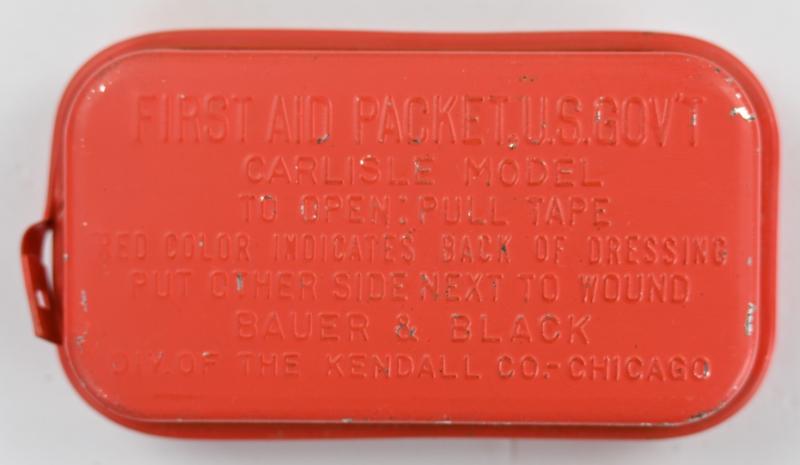 FIRST AID PACKET, U.S. GOV'T
CARLISLE MODEL
TO OPEN: PULL TAPE
RED COLOR INDICATES BACK OF DRESSING
PUT OTHER SIDE NEXT TO WOUND
BAUER & BLACK
DIV. OF THE KENDALL CO.-CHICAGO